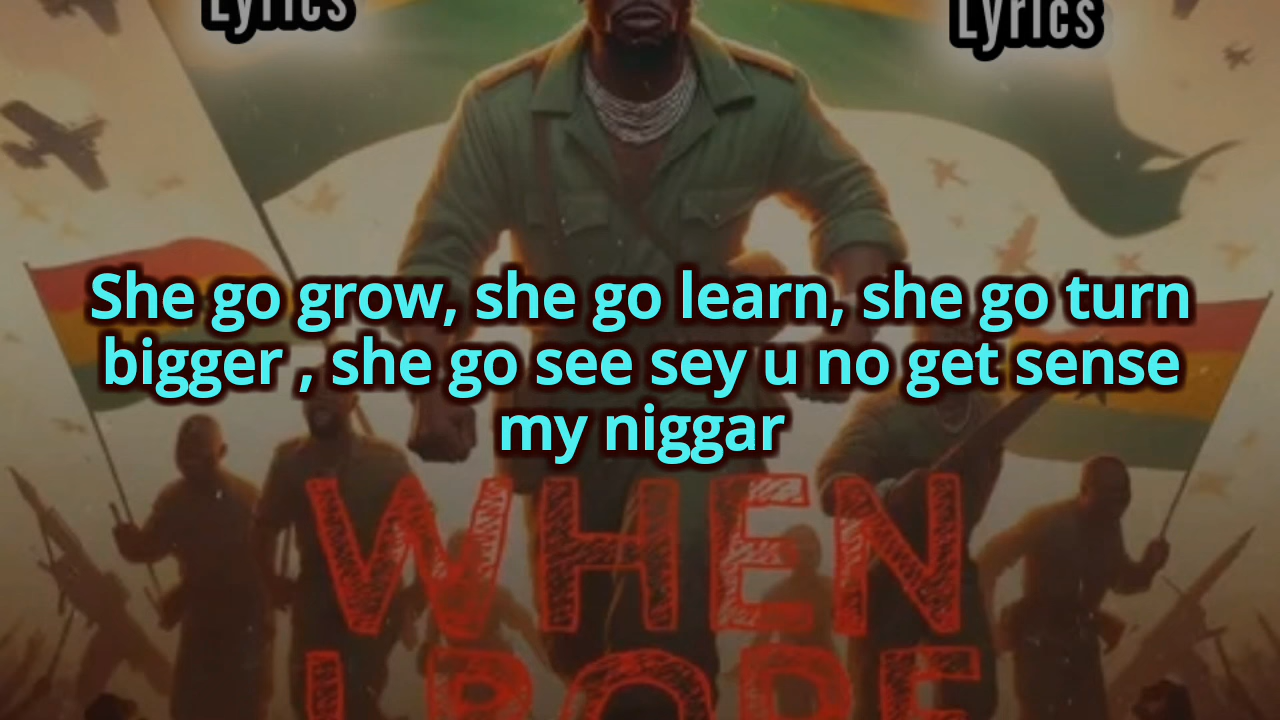 Lyrics
Lyrics
She go grow, she go learn, she go turn
bigger , she go see sey u no get sense
my niggar
WHEN